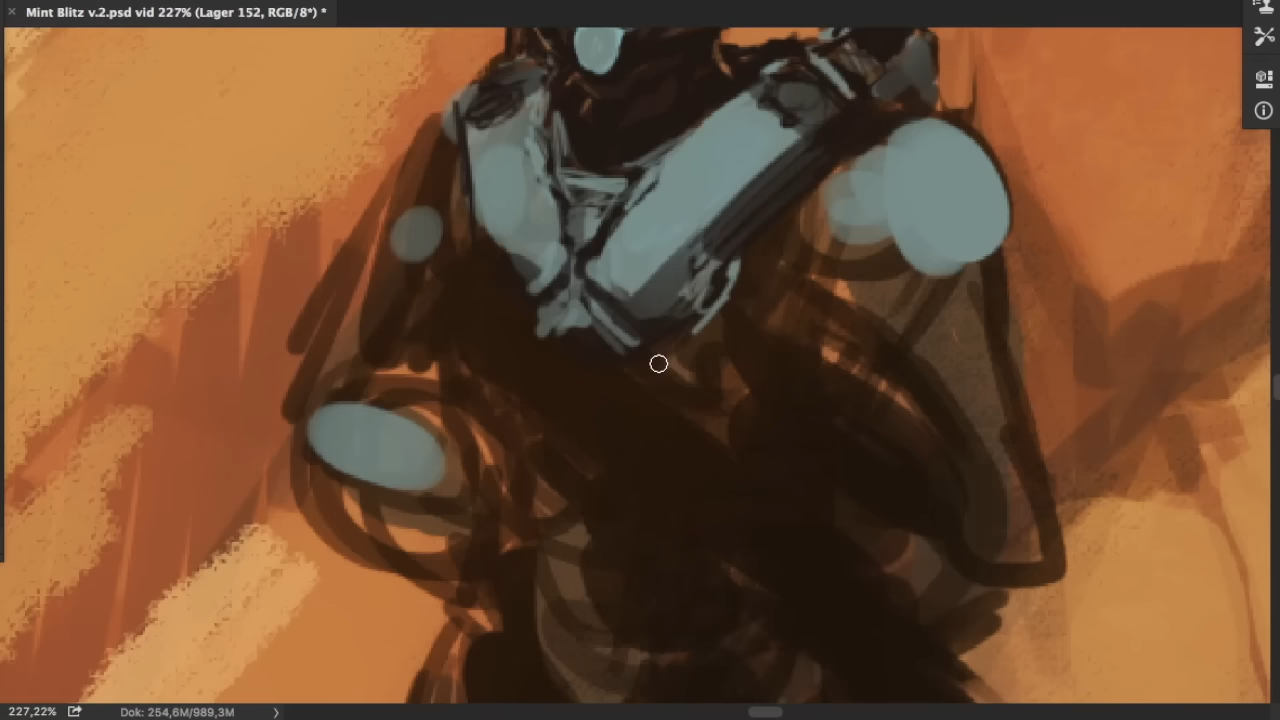 Mint Blitz v.2.psd vid 227% (Lager 152, RGB/8*) *
227,22%
Dok: 254,6M/989,3M